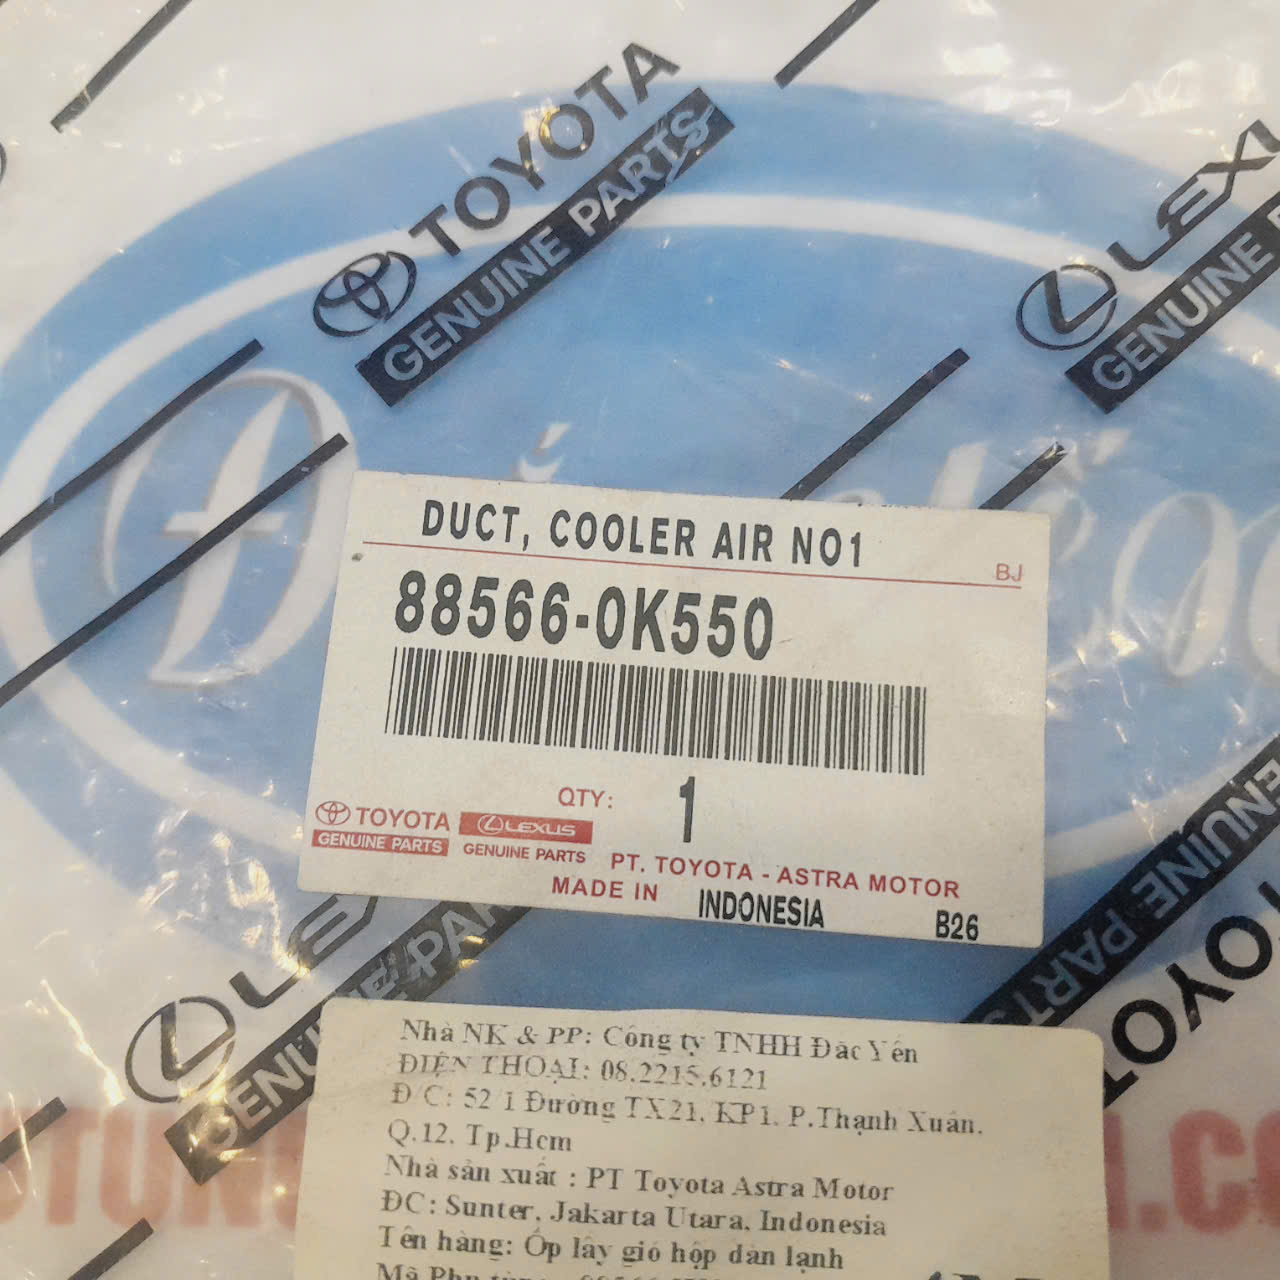 TOYOTA
GENUINE PARTS
GENUINE
DUCT, COOLER AIR NO1
BJ
88566-0K550
QTY: 1
TOYOTA
GENUINE PARTS
LEXUS
GENUINE PARTS
PT. TOYOTA - ASTRA MOTOR
MADE IN INDONESIA B26
GENUINE PARTS
TOYOT
Nhà NK & PP: Công ty TNHH Đắc Yến
ĐIỆN THOẠI: 08.2215.6121
Đ/C: 52/1 Đường TX21, KP1, P.Thạnh Xuân,
Q.12, Tp.Hcm
Nhà sản xuất : PT Toyota Astra Motor
ĐC: Sunter, Jakarta Utara, Indonesia
Tên hàng: Ốp lấy gió hộp dàn lạnh